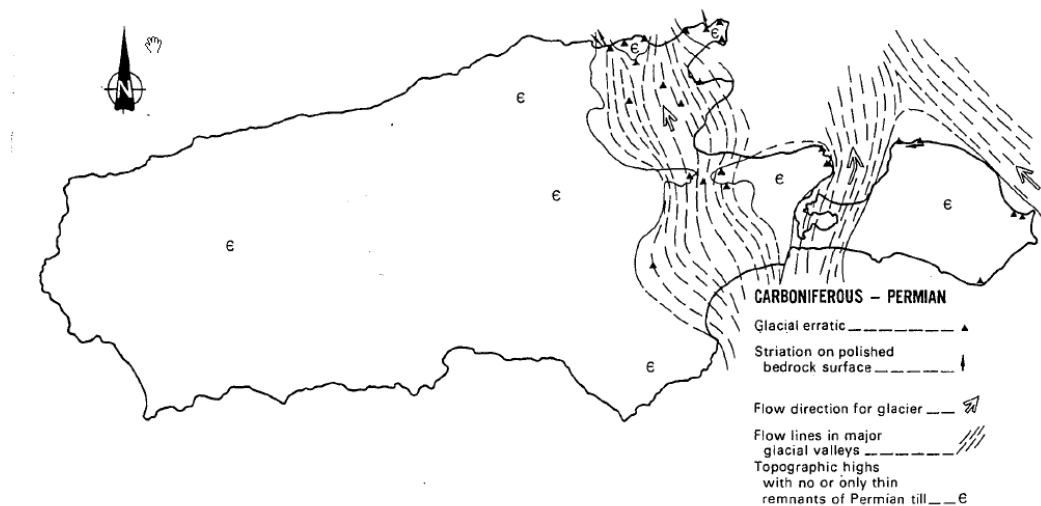 N
є
є
є
є
є
є
є
є
CARBONIFEROUS – PERMIAN
Glacial erratic
Striation on polished
bedrock surface
Flow direction for glacier
Flow lines in major
glacial valleys
Topographic highs
with no or only thin
remnants of Permian till __ є